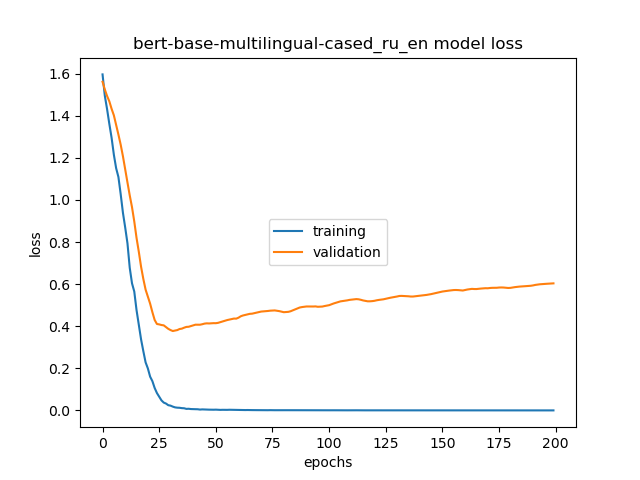 bert-base-multilingual-cased_ru_en model loss
1.6
1.4
1.2
1.0
0.8
0.6
0.4
0.2
0.0
loss
training
validation
0 25 50 75 100 125 150 175 200
epochs